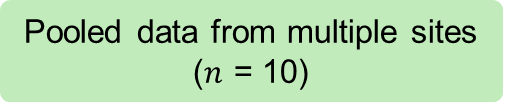 Pooled data from multiple sites
(n = 10)